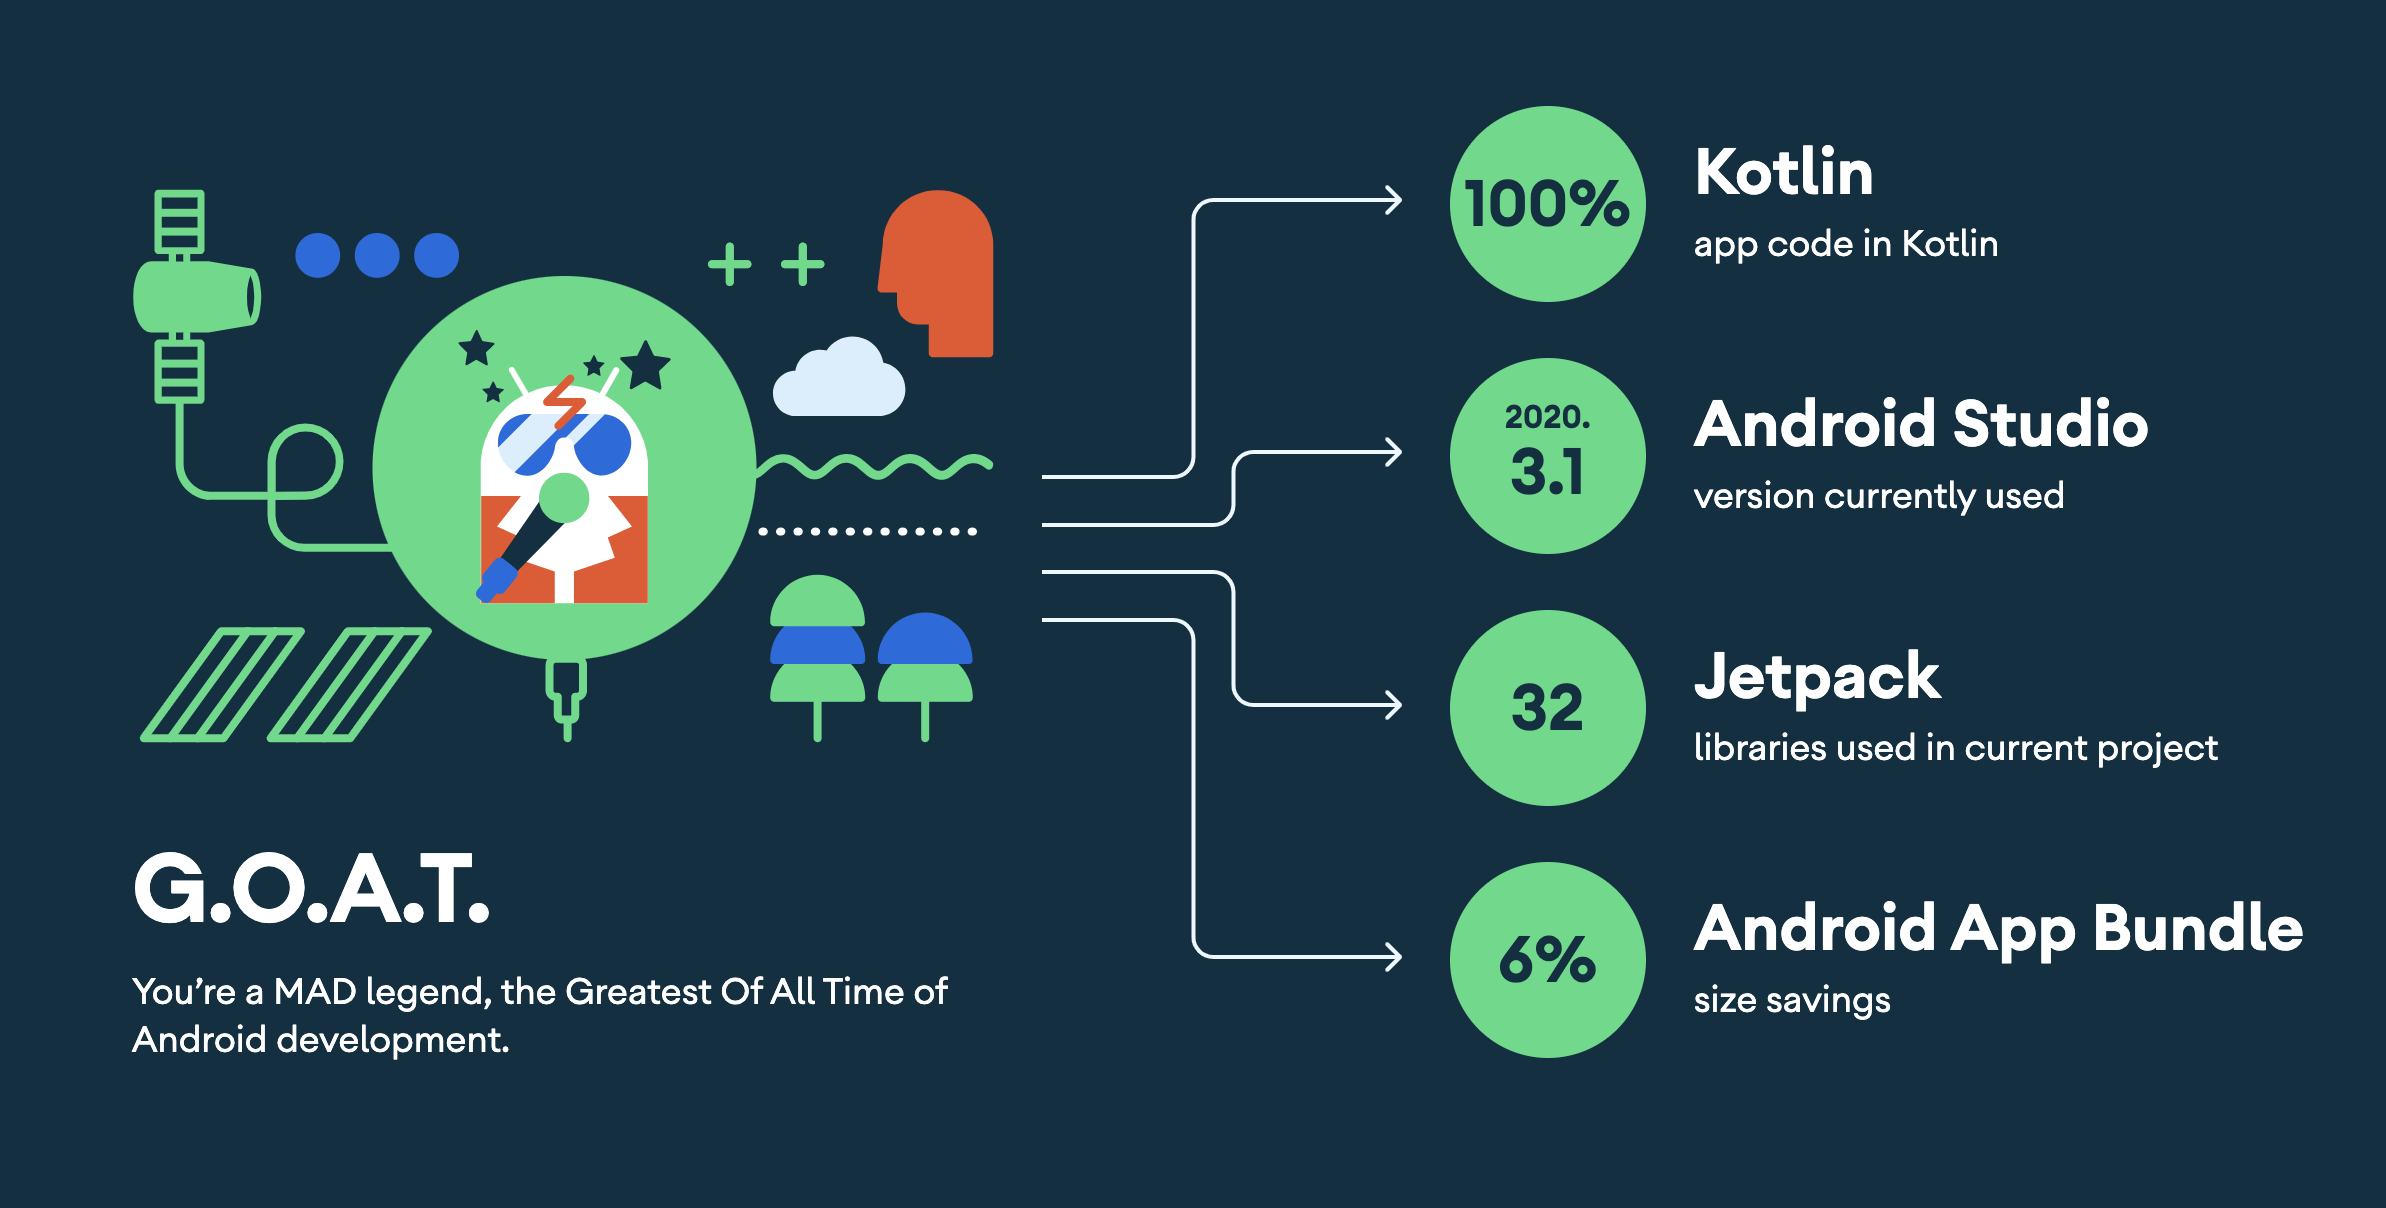 100%
Kotlin
app code in Kotlin
2020.
3.1
Android Studio
version currently used
32
Jetpack
libraries used in current project
6%
Android App Bundle
size savings
G.O.A.T.
You’re a MAD legend, the Greatest Of All Time of
Android development.